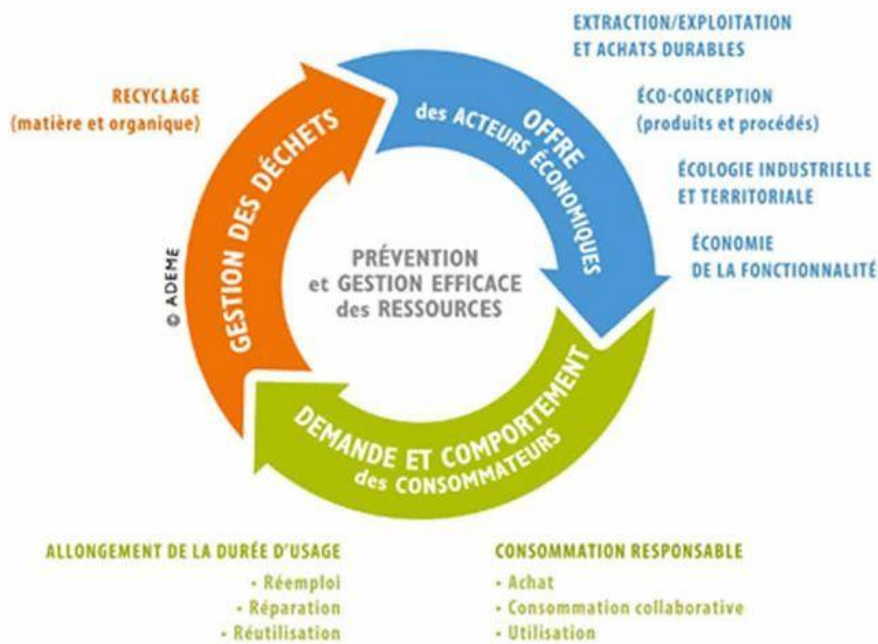 EXTRACTION/EXPLOITATION
ET ACHATS DURABLES
ÉCO-CONCEPTION
(produits et procédés)
ÉCOLOGIE INDUSTRIELLE
ET TERRITORIALE
ÉCONOMIE
DE LA FONCTIONNALITÉ
RECYCLAGE
(matière et organique)
OFFRE
des ACTEURS ÉCONOMIQUES
GESTION DES DÉCHETS
PRÉVENTION
et GESTION EFFICACE
des RESSOURCES
© ADEME
DEMANDE ET COMPORTEMENT
des CONSOMMATEURS
ALLONGEMENT DE LA DURÉE D'USAGE
• Réemploi
• Réparation
• Réutilisation
CONSOMMATION RESPONSABLE
• Achat
• Consommation collaborative
• Utilisation